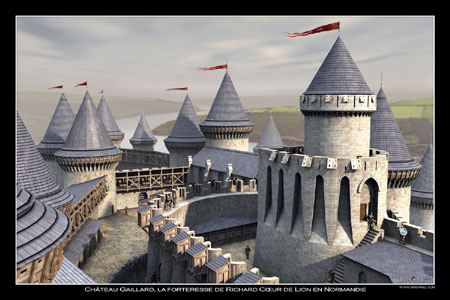 Château Gaillard, la forteresse de Richard Cœur de Lion en Normandie